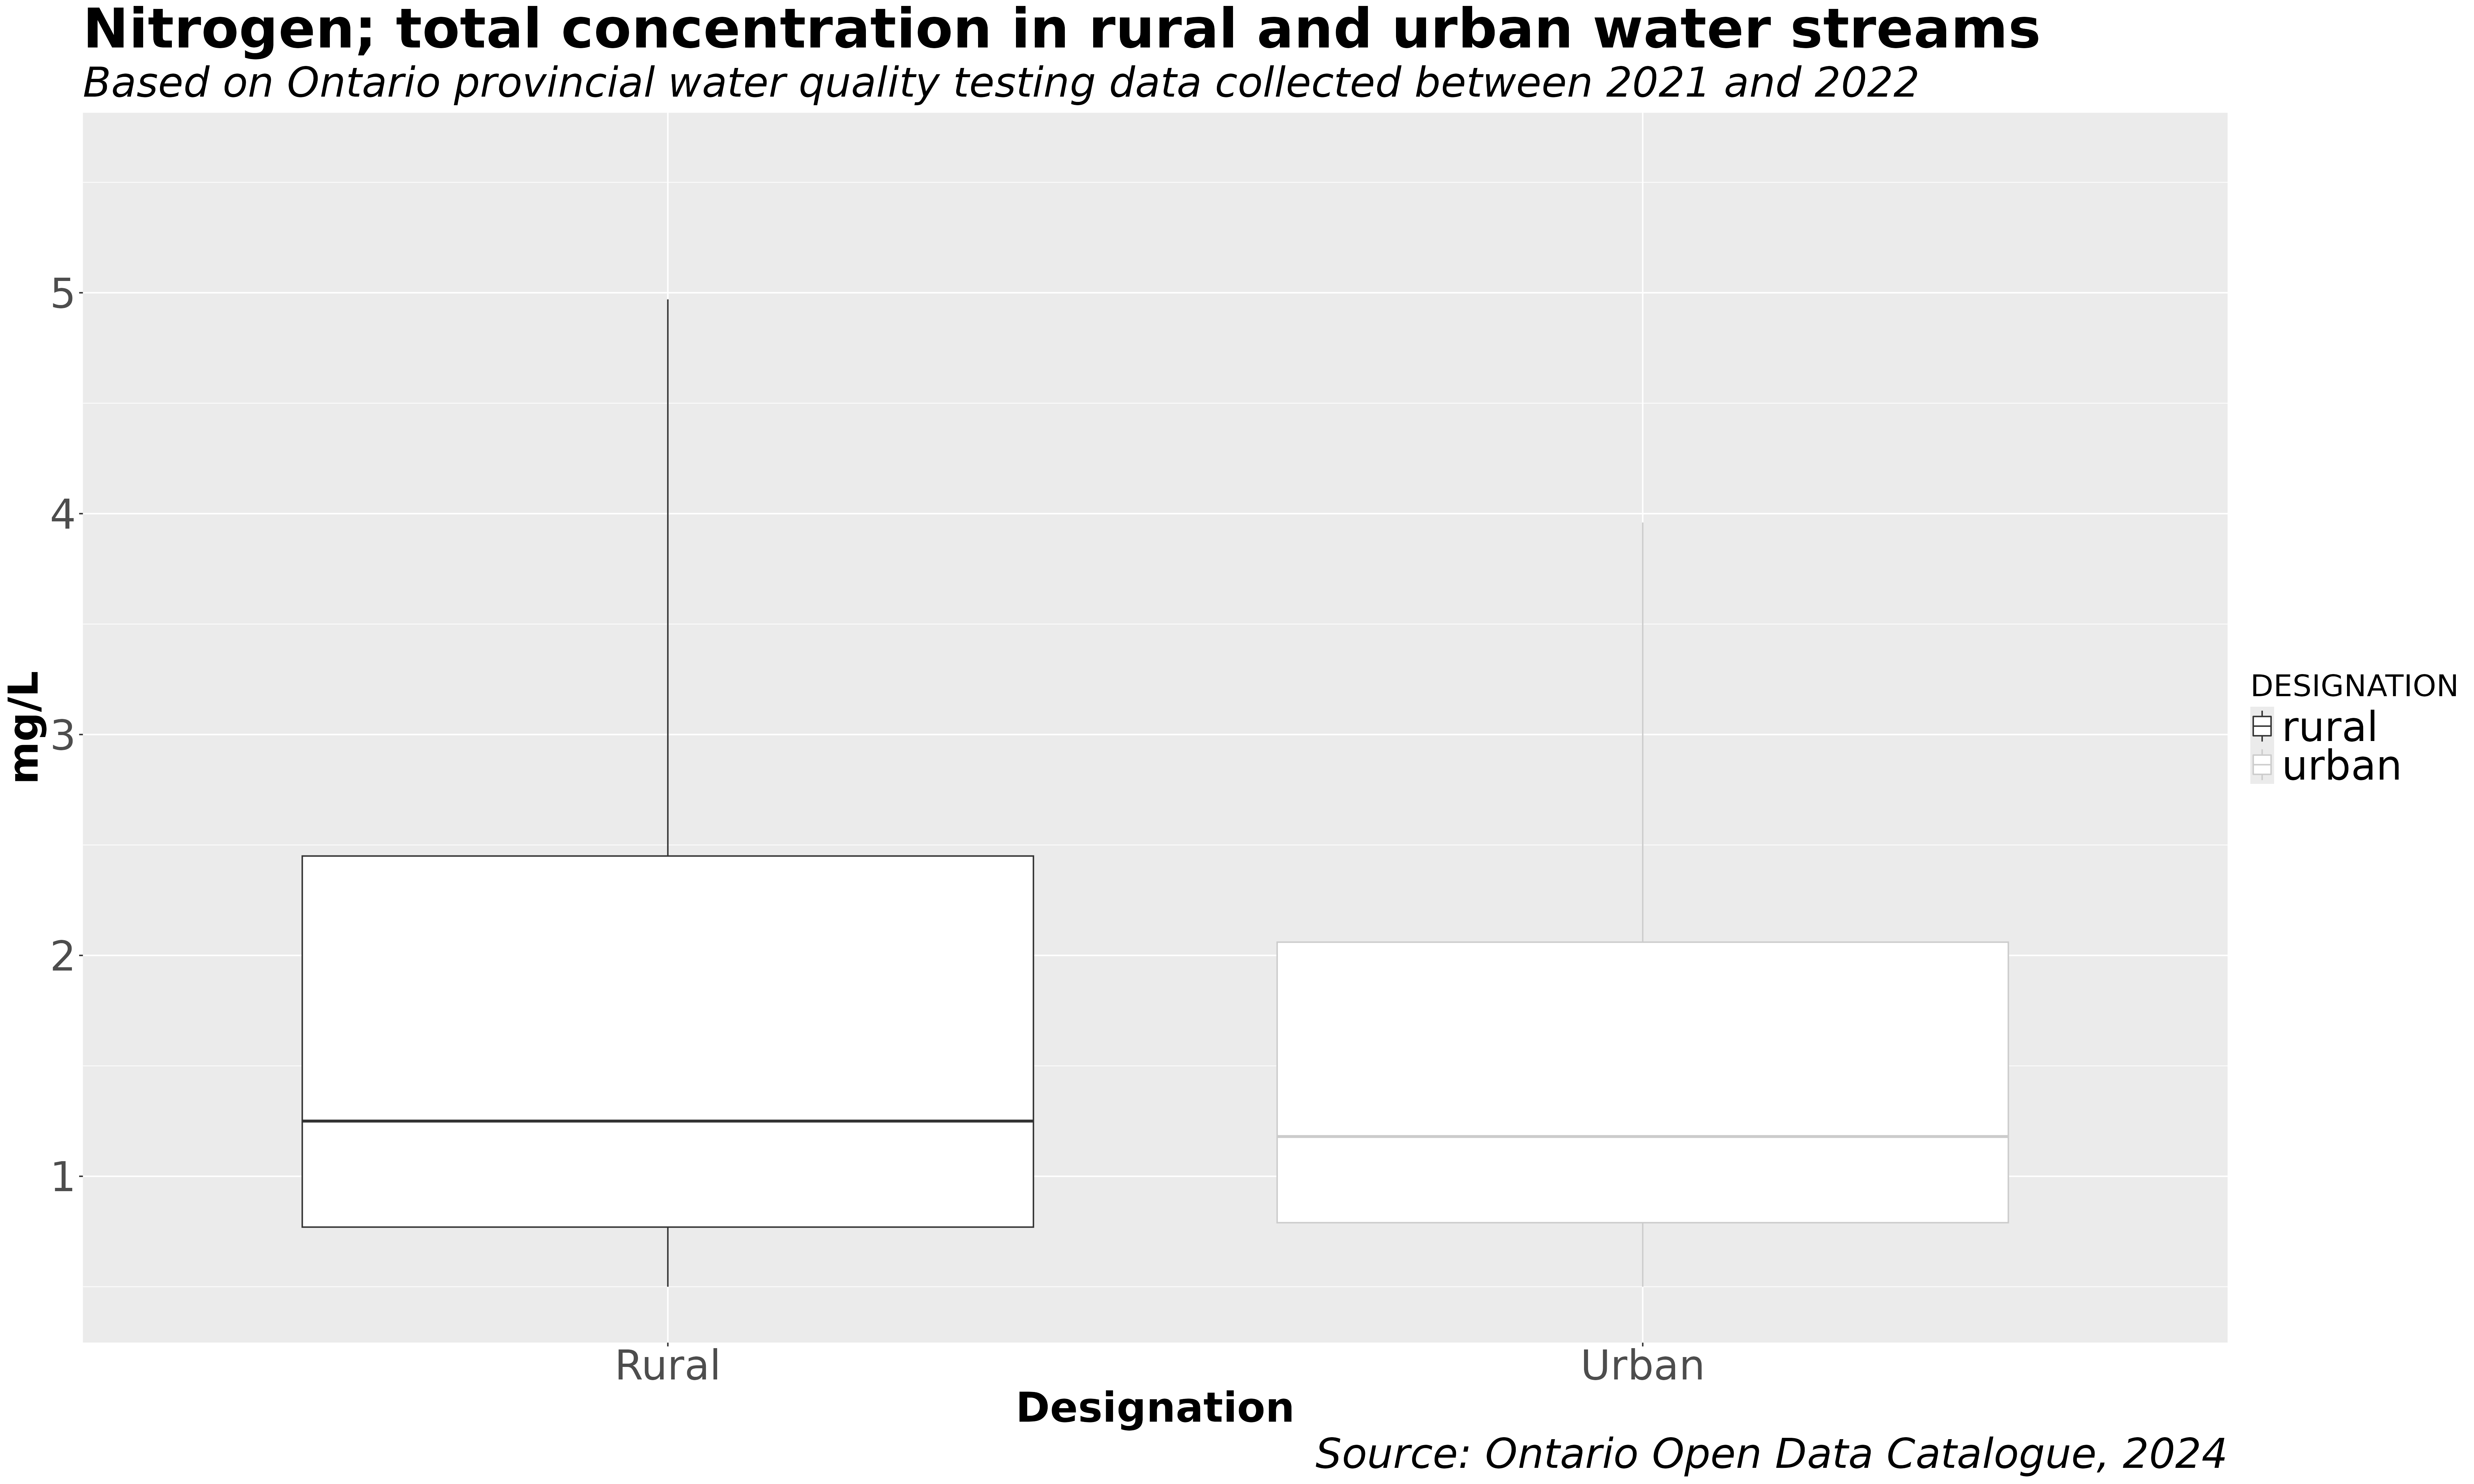 Nitrogen; total concentration in rural and urban water streams
Based on Ontario provincial water quality testing data collected between 2021 and 2022
5
4
3
2
1
mg/L
Rural
Urban
Designation
DESIGNATION
rural
urban
Source: Ontario Open Data Catalogue, 2024